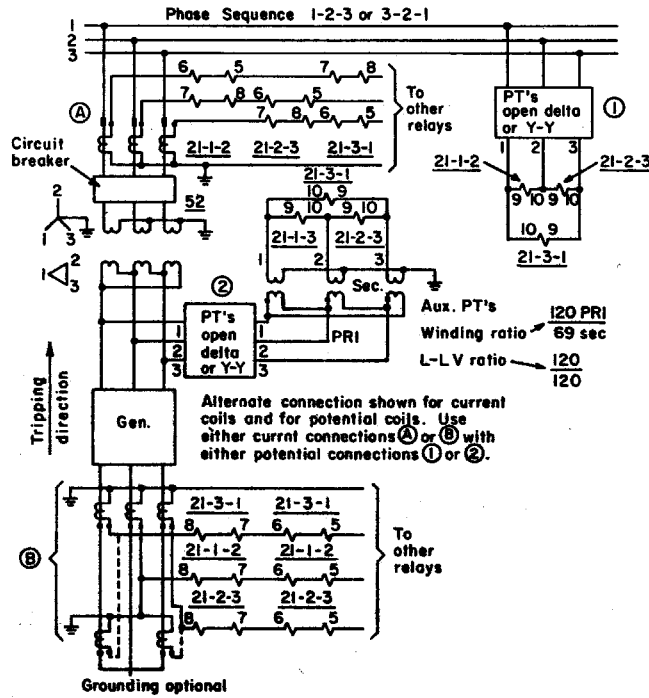 Phase Sequence 1-2-3 or 3-2-1
1
2
3
6 5 7 8
7 8 6 5
7 8 6 5
A
21-1-2 21-2-3 21-3-1
To other relays
PT's open delta or Y-Y
1
1 2 3
21-1-2
21-2-3
9 10 9 10
10 9
21-3-1
Circuit breaker
52
2
1 3
1 2
3
21-3-1
10 9
9 10 9 10
21-1-3 21-2-3
1 2 3
Sec.
2
PT's open delta or Y-Y
1 1
2 2
3 3
PRI
Aux. PT's
Winding ratio
120 PRI
69 sec
L-LV ratio
120
120
Tripping direction
Gen.
Alternate connection shown for current
coils and for potential coils. Use
either currnt connections A or B with
either potential connections 1 or 2.
B
21-3-1 21-3-1
8 7 6 5
21-1-2 21-1-2
8 7 6 5
21-2-3 21-2-3
8 7 6 5
To other relays
Grounding optional